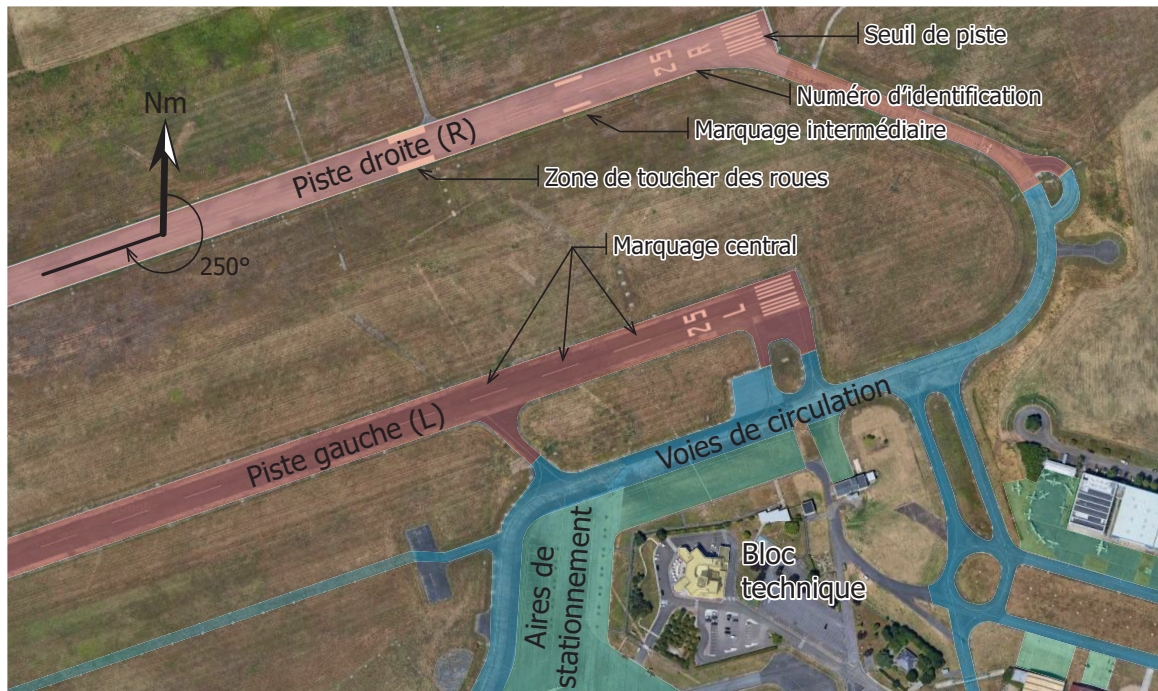 Seuil de piste
25
R
Numéro d'identification
Nm
Marquage intermédiaire
Piste droite (R)
Zone de toucher des roues
Marquage central
250°
25
L
Voies de circulation
Piste gauche (L)
Aires de
stationnement
Bloc
technique